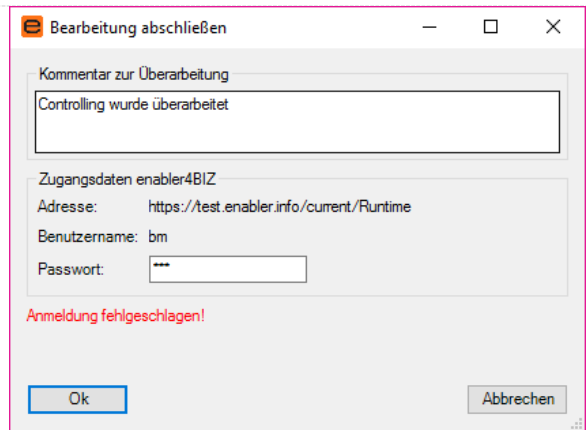 Bearbeitung abschließen
Kommentar zur Überarbeitung
Controlling wurde überarbeitet
Zugangsdaten enabler4BIZ
Adresse: https://test.enabler.info/current/Runtime
Benutzername: bm
Passwort: ***
Anmeldung fehlgeschlagen!
Ok Abbrechen